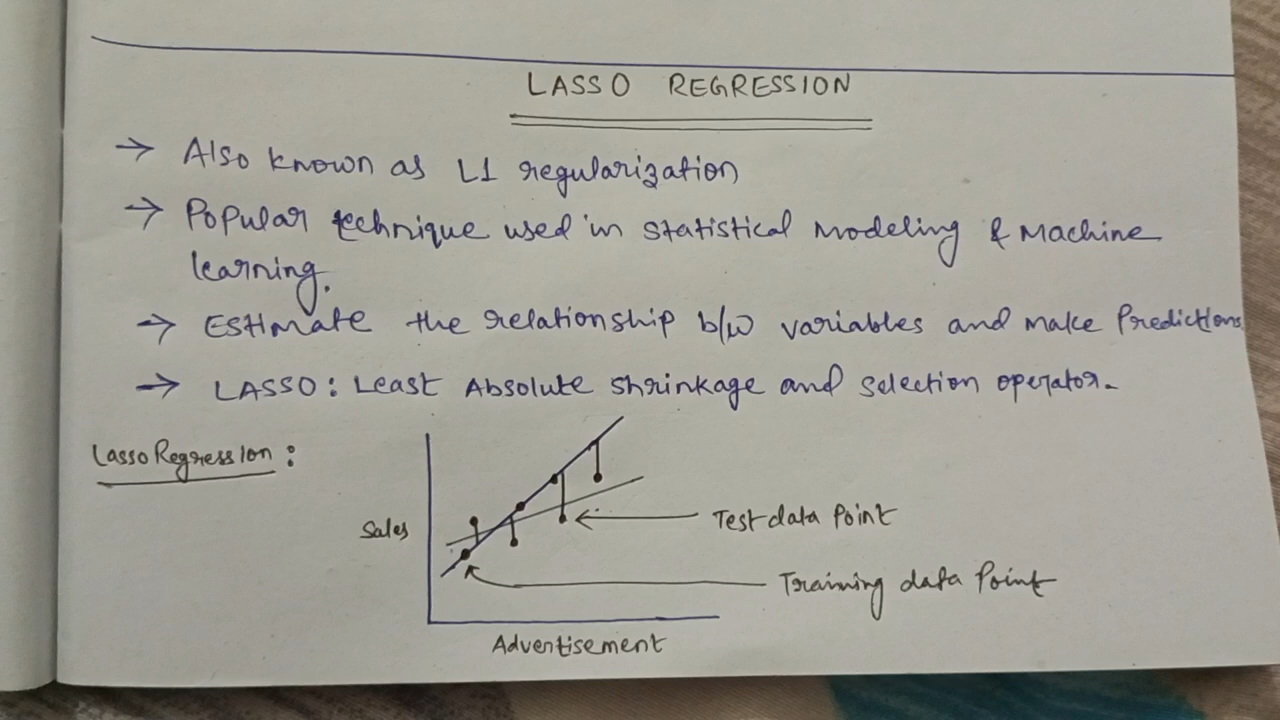 LASSO REGRESSION
→ Also known as L1 regularization
→ Popular technique used in statistical modeling & Machine
learning.
→ Estimate the relationship b/w variables and make Predictions
→ LASSO: Least Absolute shrinkage and selection operator.
Lasso Regression:
Sales
Test data Point
Training data Point
Advertisement